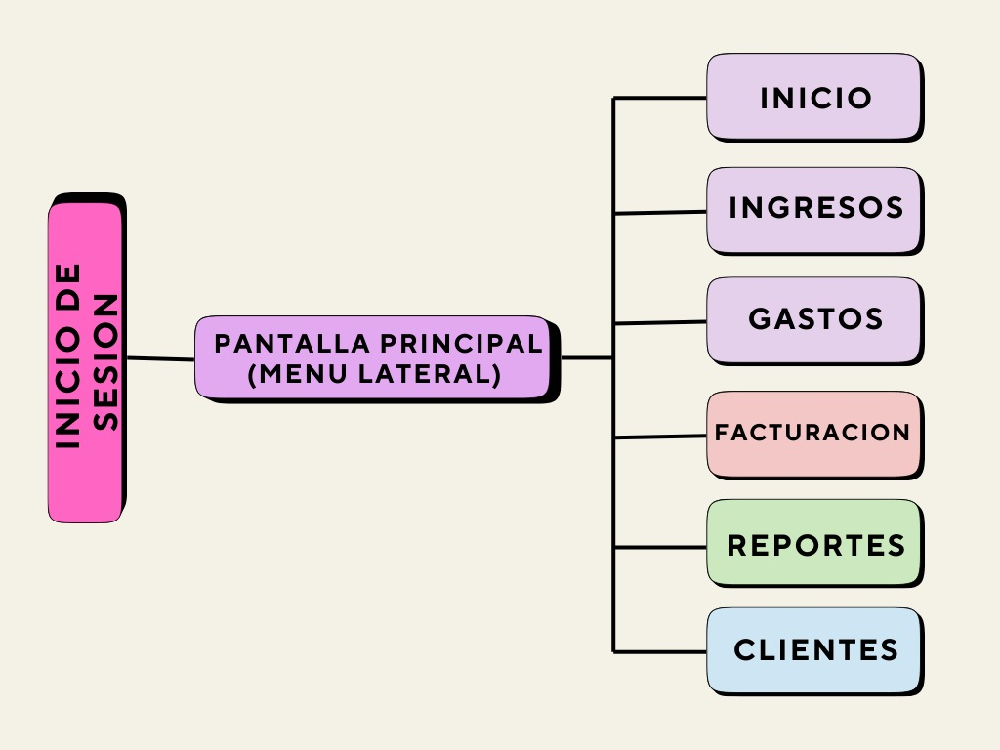 INICIO DE
SESION
PANTALLA PRINCIPAL
(MENU LATERAL)
INICIO
INGRESOS
GASTOS
FACTURACION
REPORTES
CLIENTES